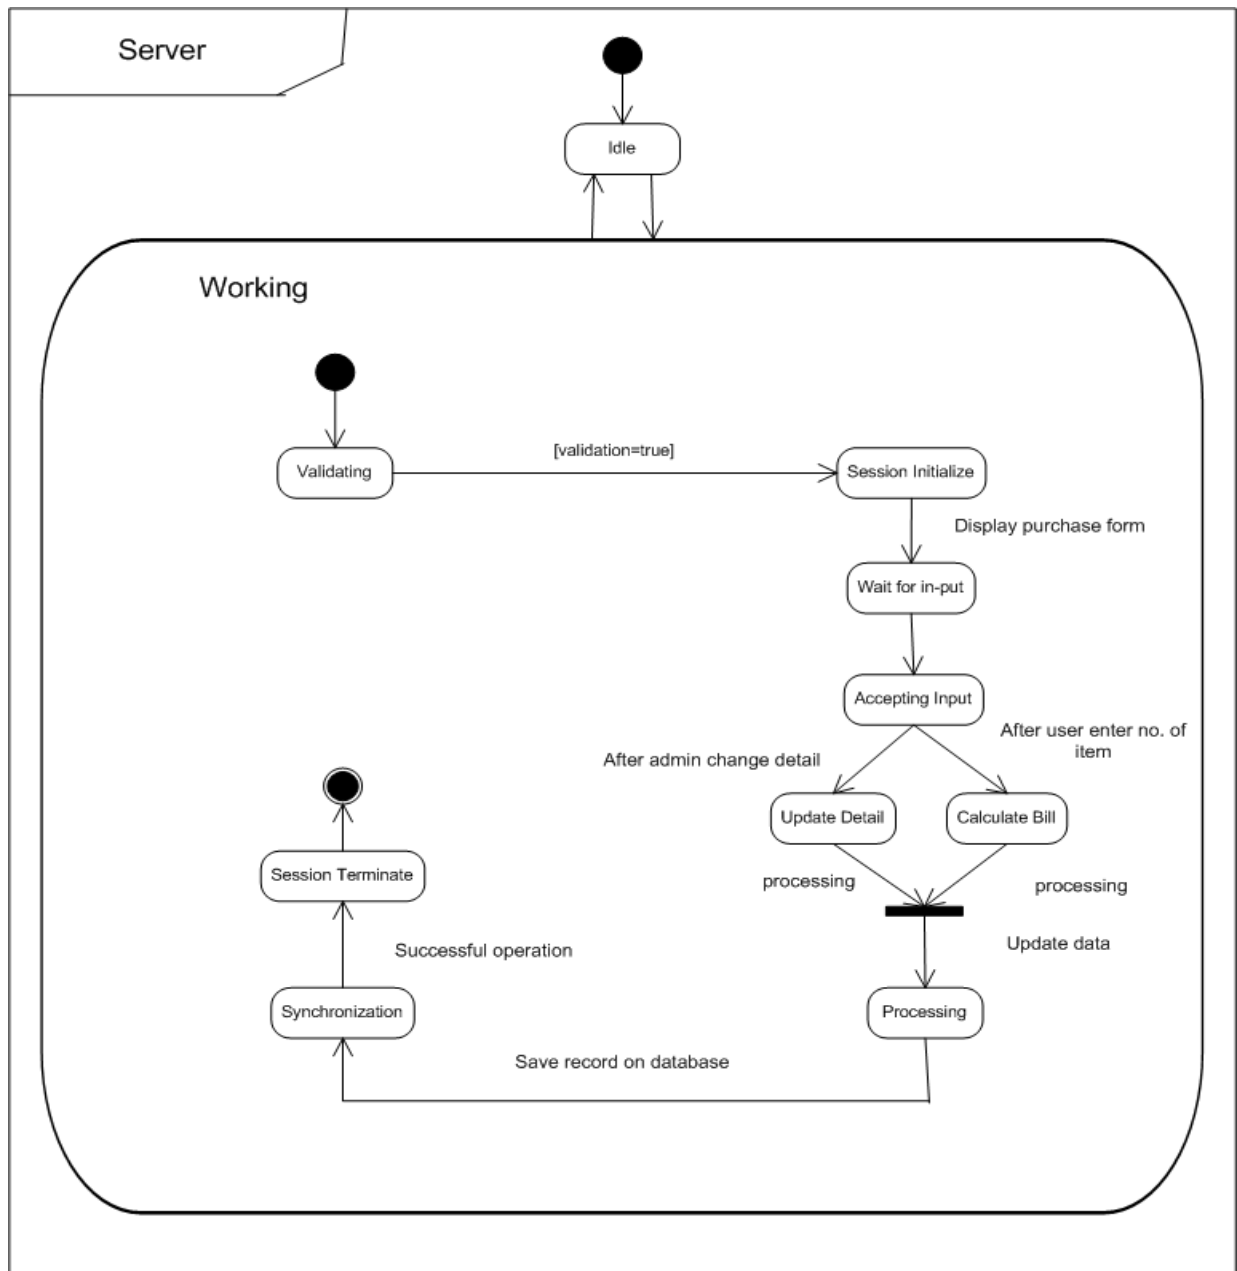 Server
Idle
Working
[validation=true]
Validating
Session Initialize
Display purchase form
Wait for in-put
Accepting Input
After user enter no. of
item
After admin change detail
Update Detail
Calculate Bill
Session Terminate
processing
processing
Successful operation
Update data
Synchronization
Processing
Save record on database